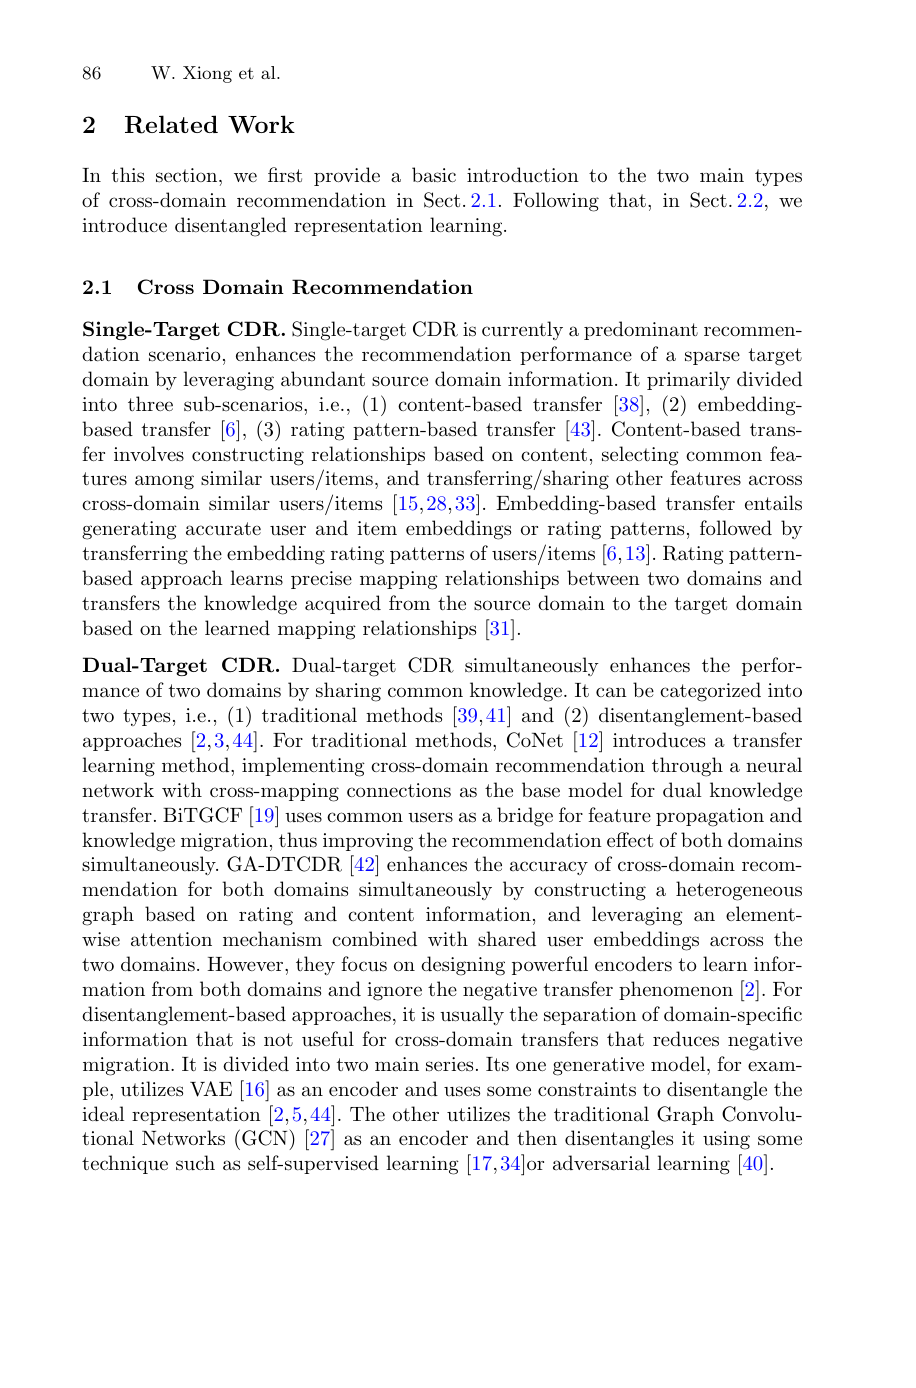 86 W. Xiong et al.
2 Related Work
In this section, we first provide a basic introduction to the two main types
of cross-domain recommendation in Sect. 2.1. Following that, in Sect. 2.2, we
introduce disentangled representation learning.
2.1 Cross Domain Recommendation
Single-Target CDR. Single-target CDR is currently a predominant recommen-
dation scenario, enhances the recommendation performance of a sparse target
domain by leveraging abundant source domain information. It primarily divided
into three sub-scenarios, i.e., (1) content-based transfer [38], (2) embedding-
based transfer [6], (3) rating pattern-based transfer [43]. Content-based trans-
fer involves constructing relationships based on content, selecting common fea-
tures among similar users/items, and transferring/sharing other features across
cross-domain similar users/items [15,28,33]. Embedding-based transfer entails
generating accurate user and item embeddings or rating patterns, followed by
transferring the embedding rating patterns of users/items [6,13]. Rating pattern-
based approach learns precise mapping relationships between two domains and
transfers the knowledge acquired from the source domain to the target domain
based on the learned mapping relationships [31].
Dual-Target CDR. Dual-target CDR simultaneously enhances the perfor-
mance of two domains by sharing common knowledge. It can be categorized into
two types, i.e., (1) traditional methods [39,41] and (2) disentanglement-based
approaches [2,3,44]. For traditional methods, CoNet [12] introduces a transfer
learning method, implementing cross-domain recommendation through a neural
network with cross-mapping connections as the base model for dual knowledge
transfer. BiTGCF [19] uses common users as a bridge for feature propagation and
knowledge migration, thus improving the recommendation effect of both domains
simultaneously. GA-DTCDR [42] enhances the accuracy of cross-domain recom-
mendation for both domains simultaneously by constructing a heterogeneous
graph based on rating and content information, and leveraging an element-
wise attention mechanism combined with shared user embeddings across the
two domains. However, they focus on designing powerful encoders to learn infor-
mation from both domains and ignore the negative transfer phenomenon [2]. For
disentanglement-based approaches, it is usually the separation of domain-specific
information that is not useful for cross-domain transfers that reduces negative
migration. It is divided into two main series. Its one generative model, for exam-
ple, utilizes VAE [16] as an encoder and uses some constraints to disentangle the
ideal representation [2,5,44]. The other utilizes the traditional Graph Convolu-
tional Networks (GCN) [27] as an encoder and then disentangles it using some
technique such as self-supervised learning [17,34]or adversarial learning [40].